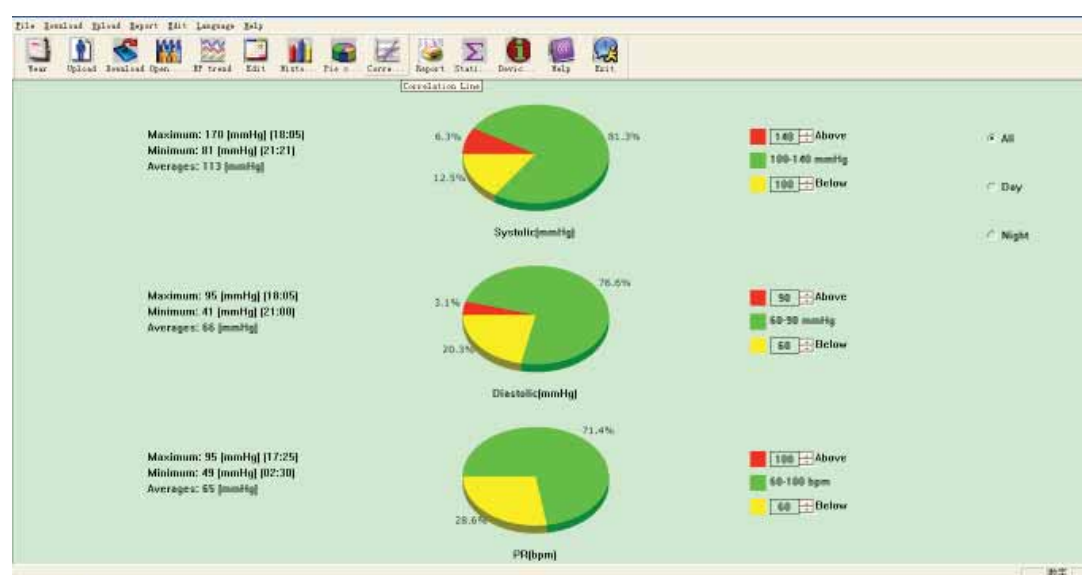 File Download Upload Report Edit Language Help
Year Upload Download Open... BP trend Edit Histo... Pie c... Corre... Report Stati... Devic... Help Exit
Correlation Line
Maximum: 170 [mmHg] [18:05]
Minimum: 81 [mmHg] [21:21]
Averages: 113 [mmHg]
6.3%
81.3%
12.5%
Systolic[mmHg]
140 Above
100-140 mmHg
100 Below
All
Day
Night
Maximum: 95 [mmHg] [18:05]
Minimum: 41 [mmHg] [21:00]
Averages: 66 [mmHg]
3.1%
76.6%
20.3%
Diastolic[mmHg]
90 Above
60-90 mmHg
60 Below
Maximum: 95 [mmHg] [17:25]
Minimum: 49 [mmHg] [02:30]
Averages: 65 [mmHg]
71.4%
28.6%
PR[bpm]
100 Above
60-100 bpm
60 Below